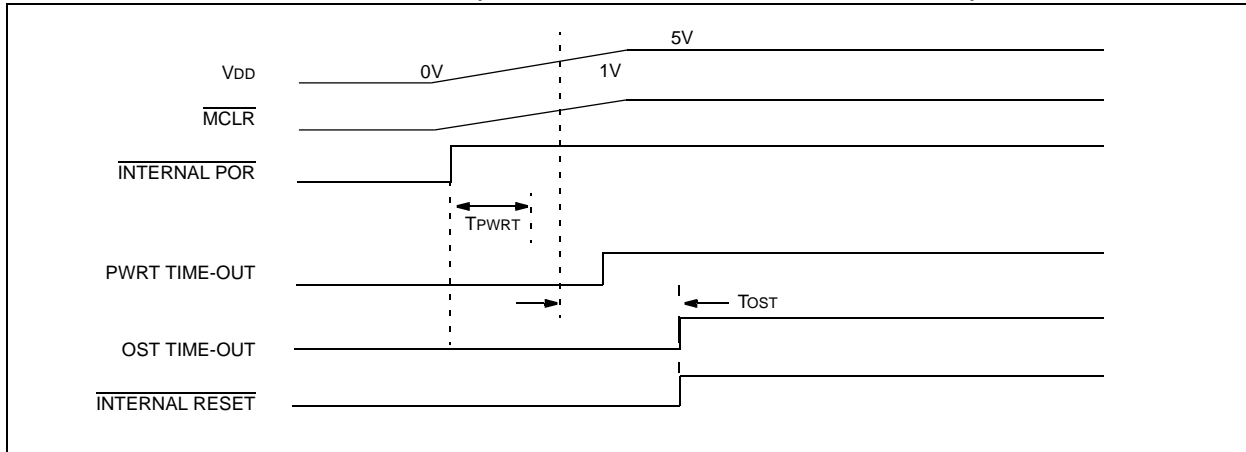 5V
VDD
0V
1V
MCLR
INTERNAL POR
TPWRT
PWRT TIME-OUT
TOST
OST TIME-OUT
INTERNAL RESET